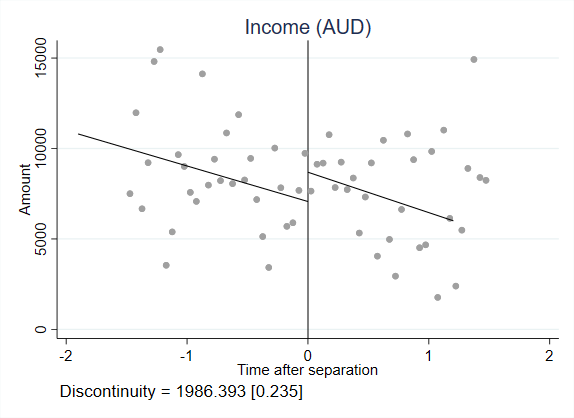 Income (AUD)
15000
10000
5000
0
Amount
-2 -1 0 1 2
Time after separation
Discontinuity = 1986.393 [0.235]